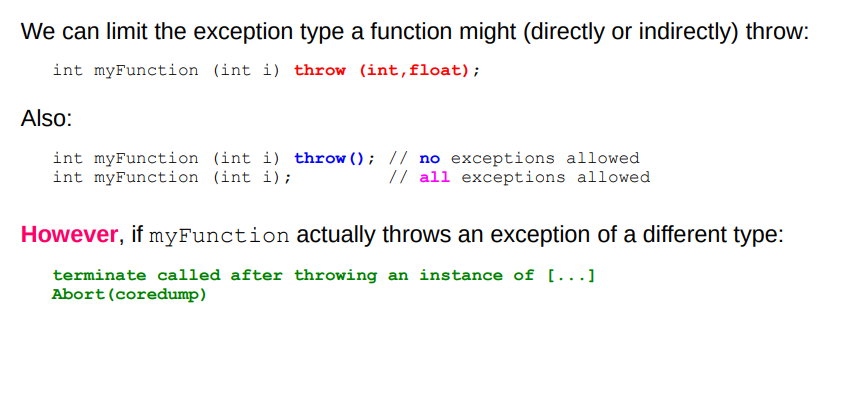 We can limit the exception type a function might (directly or indirectly) throw:
int myFunction (int i) throw (int,float);
Also:
int myFunction (int i) throw(); // no exceptions allowed
int myFunction (int i); // all exceptions allowed
However, if myFunction actually throws an exception of a different type:
terminate called after throwing an instance of [...]
Abort(coredump)